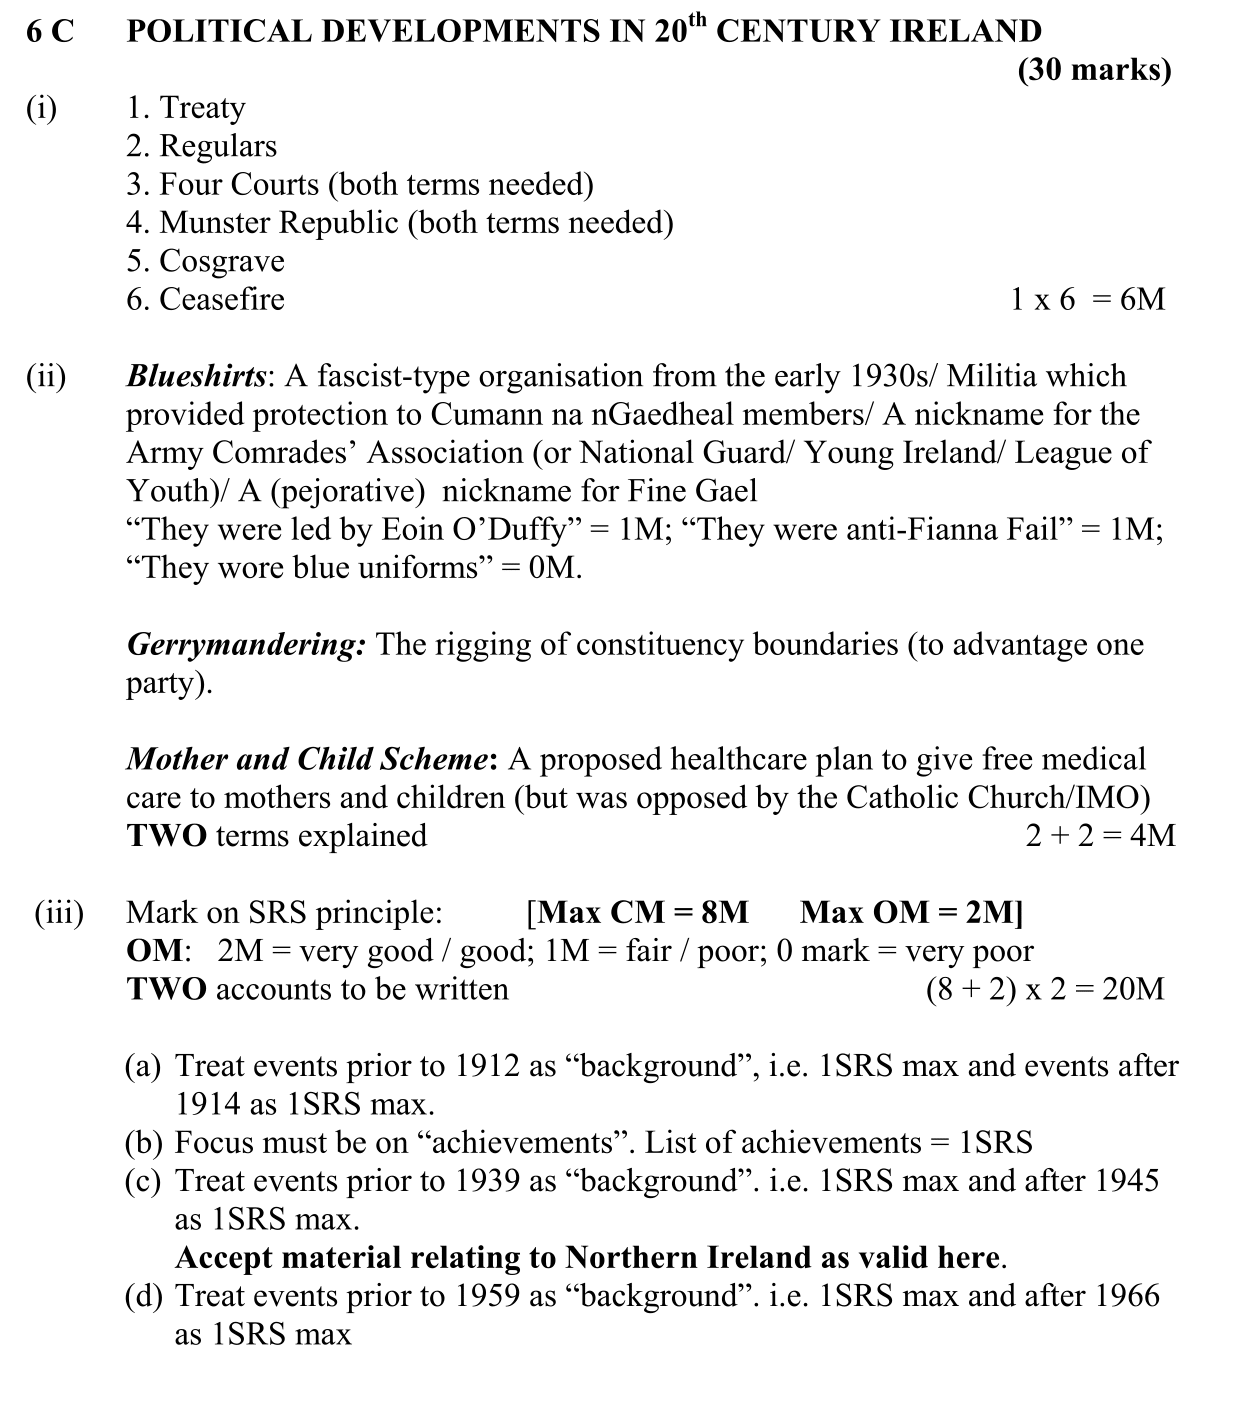 6 C POLITICAL DEVELOPMENTS IN 20th CENTURY IRELAND
(30 marks)
(i) 1. Treaty
2. Regulars
3. Four Courts (both terms needed)
4. Munster Republic (both terms needed)
5. Cosgrave
6. Ceasefire 1 x 6 = 6M
(ii) Blueshirts: A fascist-type organisation from the early 1930s/ Militia which
provided protection to Cumann na nGaedheal members/ A nickname for the
Army Comrades’ Association (or National Guard/ Young Ireland/ League of
Youth)/ A (pejorative) nickname for Fine Gael
“They were led by Eoin O’Duffy” = 1M; “They were anti-Fianna Fail” = 1M;
“They wore blue uniforms” = 0M.
Gerrymandering: The rigging of constituency boundaries (to advantage one
party).
Mother and Child Scheme: A proposed healthcare plan to give free medical
care to mothers and children (but was opposed by the Catholic Church/IMO)
TWO terms explained 2 + 2 = 4M
(iii) Mark on SRS principle: [Max CM = 8M Max OM = 2M]
OM: 2M = very good / good; 1M = fair / poor; 0 mark = very poor
TWO accounts to be written (8 + 2) x 2 = 20M
(a) Treat events prior to 1912 as “background”, i.e. 1SRS max and events after
1914 as 1SRS max.
(b) Focus must be on “achievements”. List of achievements = 1SRS
(c) Treat events prior to 1939 as “background”. i.e. 1SRS max and after 1945
as 1SRS max.
Accept material relating to Northern Ireland as valid here.
(d) Treat events prior to 1959 as “background”. i.e. 1SRS max and after 1966
as 1SRS max